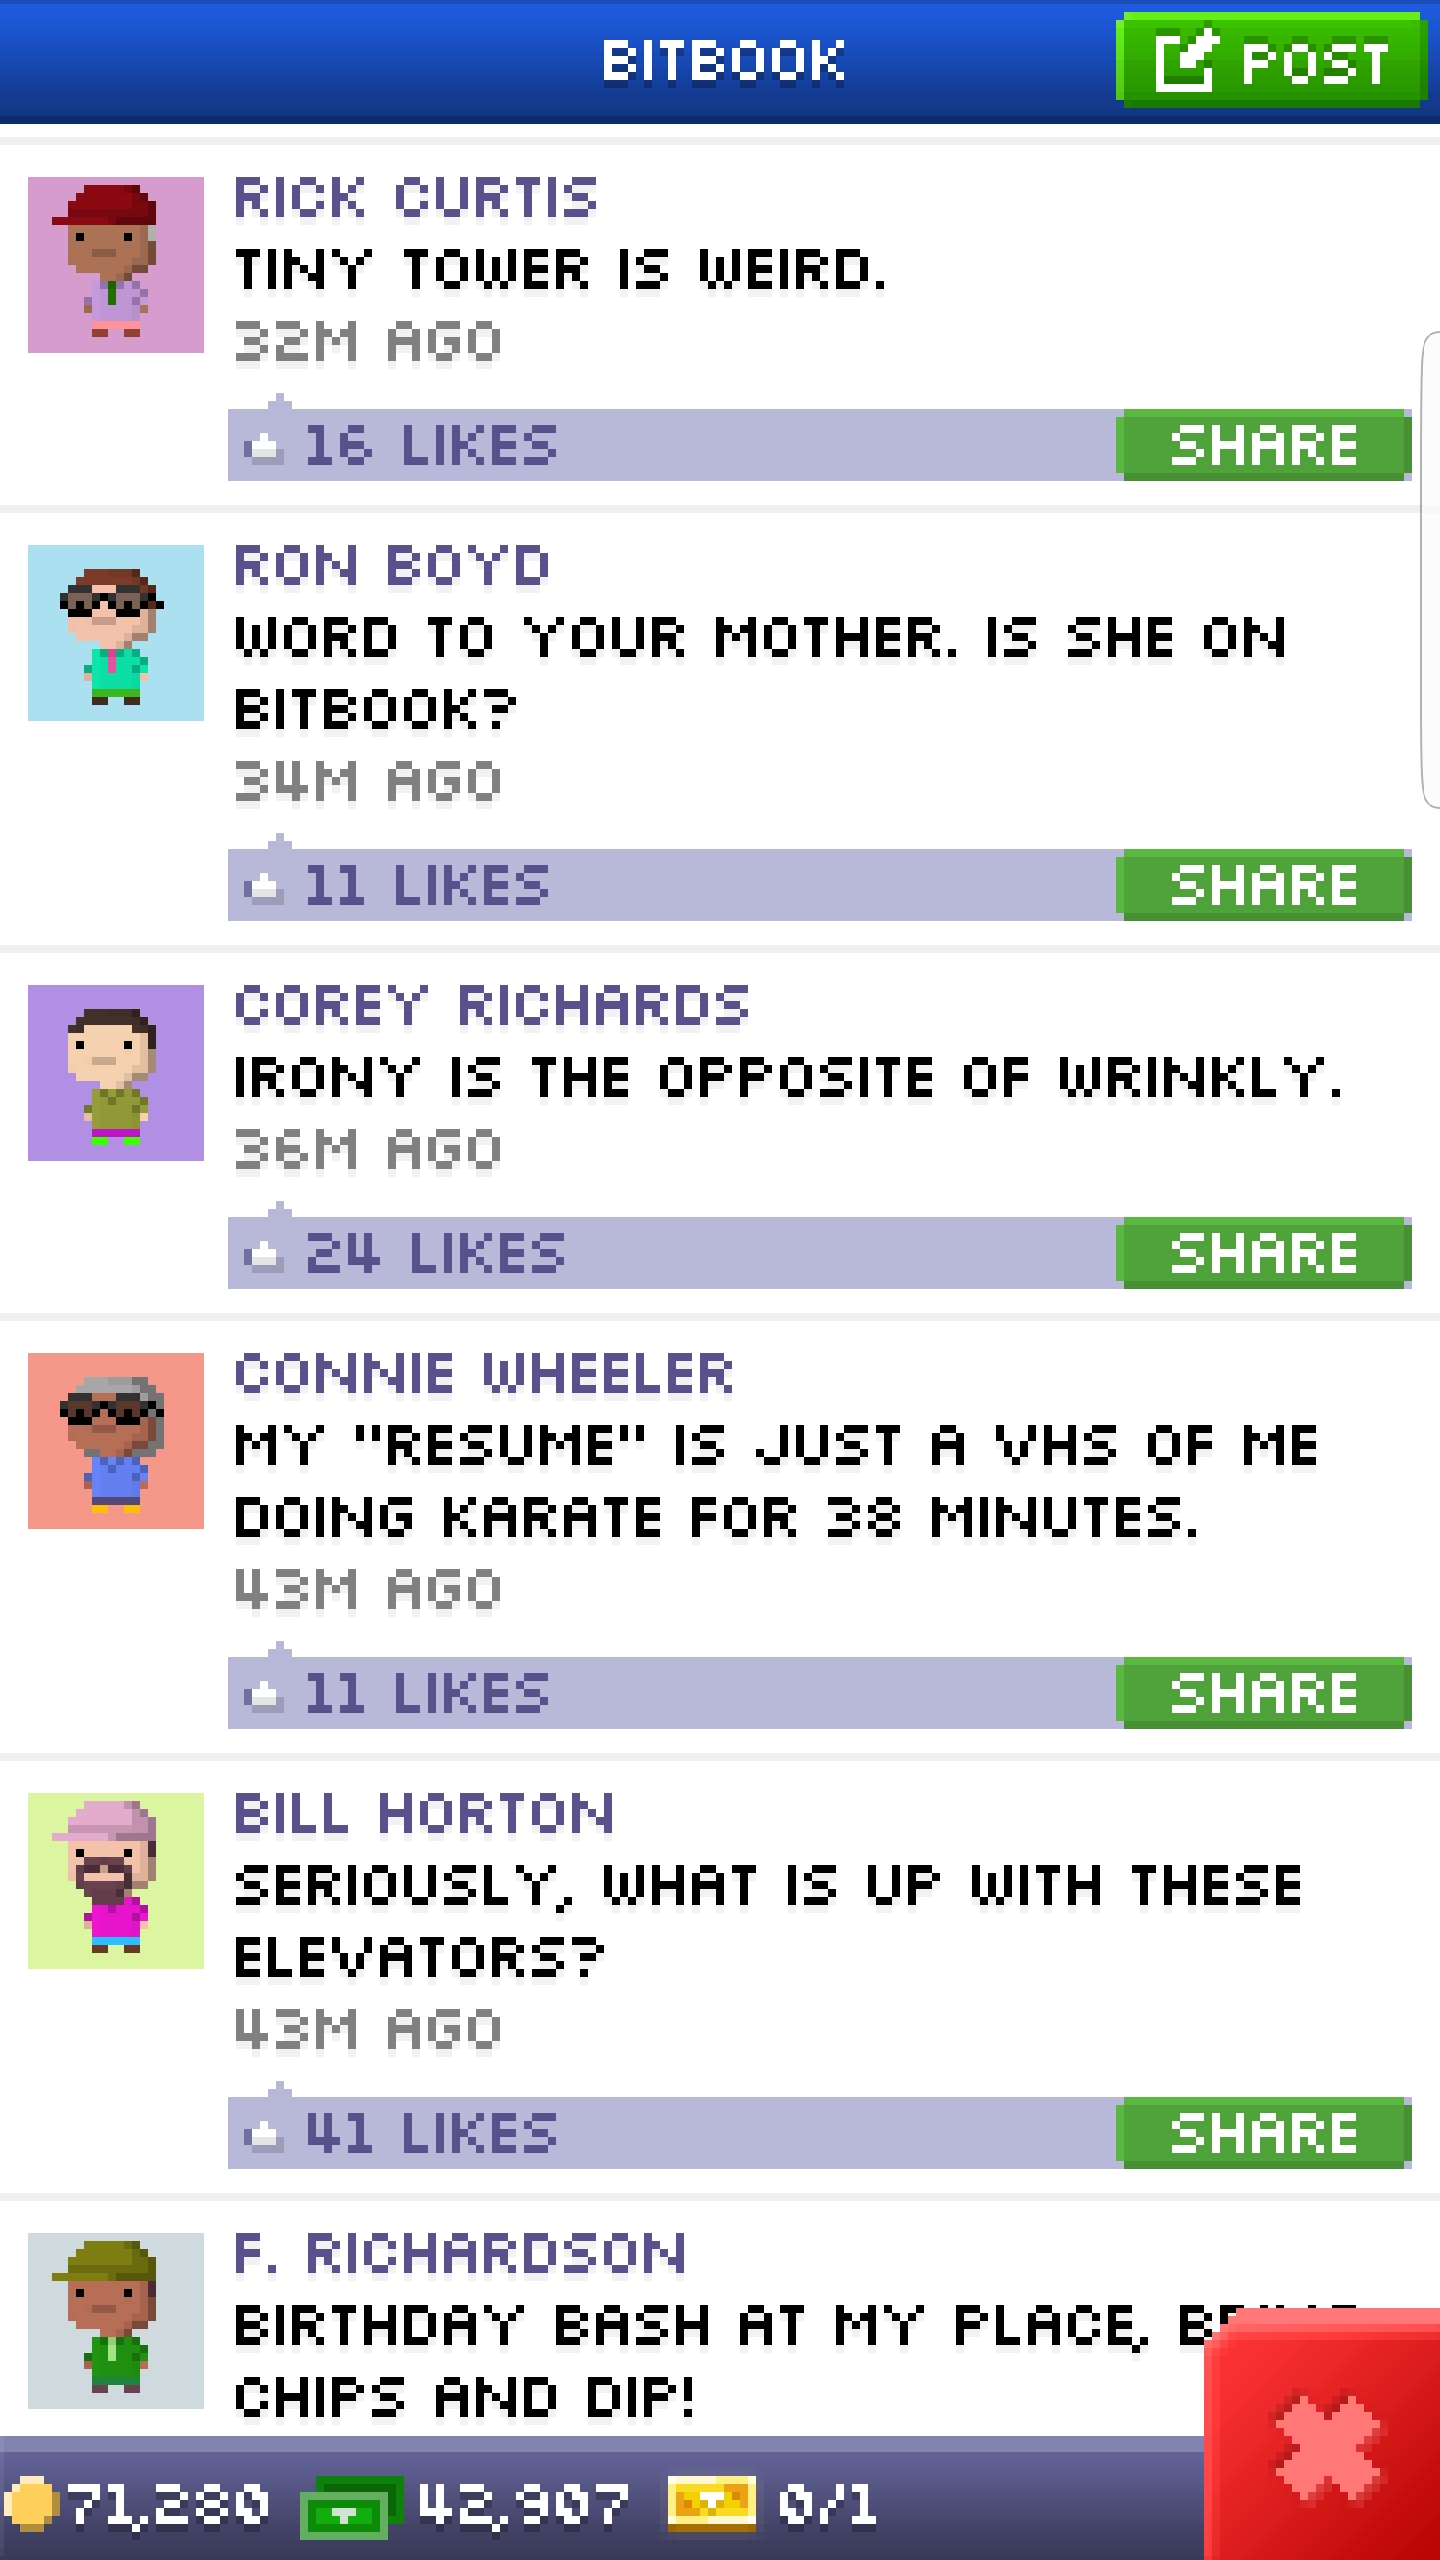 BITBOOK
POST
RICK CURTIS
TINY TOWER IS WEIRD.
32M AGO
16 LIKES
SHARE
RON BOYD
WORD TO YOUR MOTHER. IS SHE ON
BITBOOK?
34M AGO
11 LIKES
SHARE
COREY RICHARDS
IRONY IS THE OPPOSITE OF WRINKLY.
36M AGO
24 LIKES
SHARE
CONNIE WHEELER
MY "RESUME" IS JUST A VHS OF ME
DOING KARATE FOR 38 MINUTES.
43M AGO
11 LIKES
SHARE
BILL HORTON
SERIOUSLY, WHAT IS UP WITH THESE
ELEVATORS?
43M AGO
41 LIKES
SHARE
F. RICHARDSON
BIRTHDAY BASH AT MY PLACE,
CHIPS AND DIP!
71,280
42,907
0/1